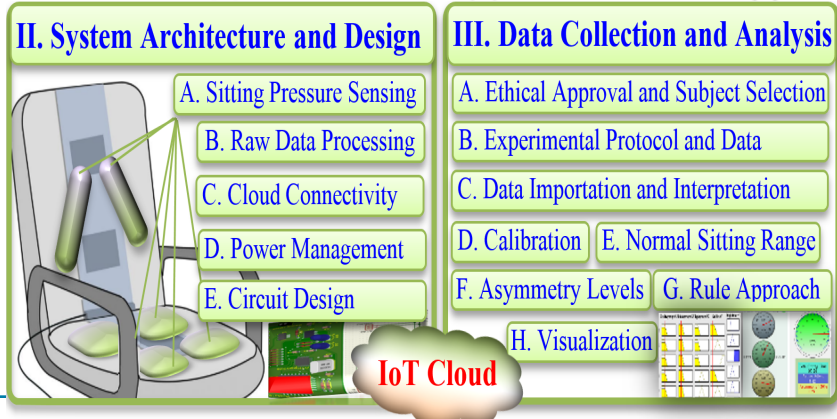 II. System Architecture and Design
A. Sitting Pressure Sensing
B. Raw Data Processing
C. Cloud Connectivity
D. Power Management
E. Circuit Design
IoT Cloud
III. Data Collection and Analysis
A. Ethical Approval and Subject Selection
B. Experimental Protocol and Data
C. Data Importation and Interpretation
D. Calibration
E. Normal Sitting Range
F. Asymmetry Levels
G. Rule Approach
H. Visualization